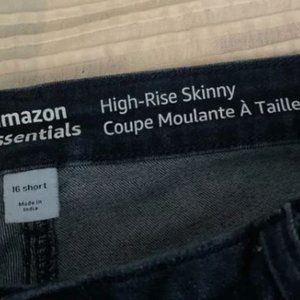 amazon
essentials
High-Rise Skinny
Coupe Moulante À Taille
16 short
Made in
India